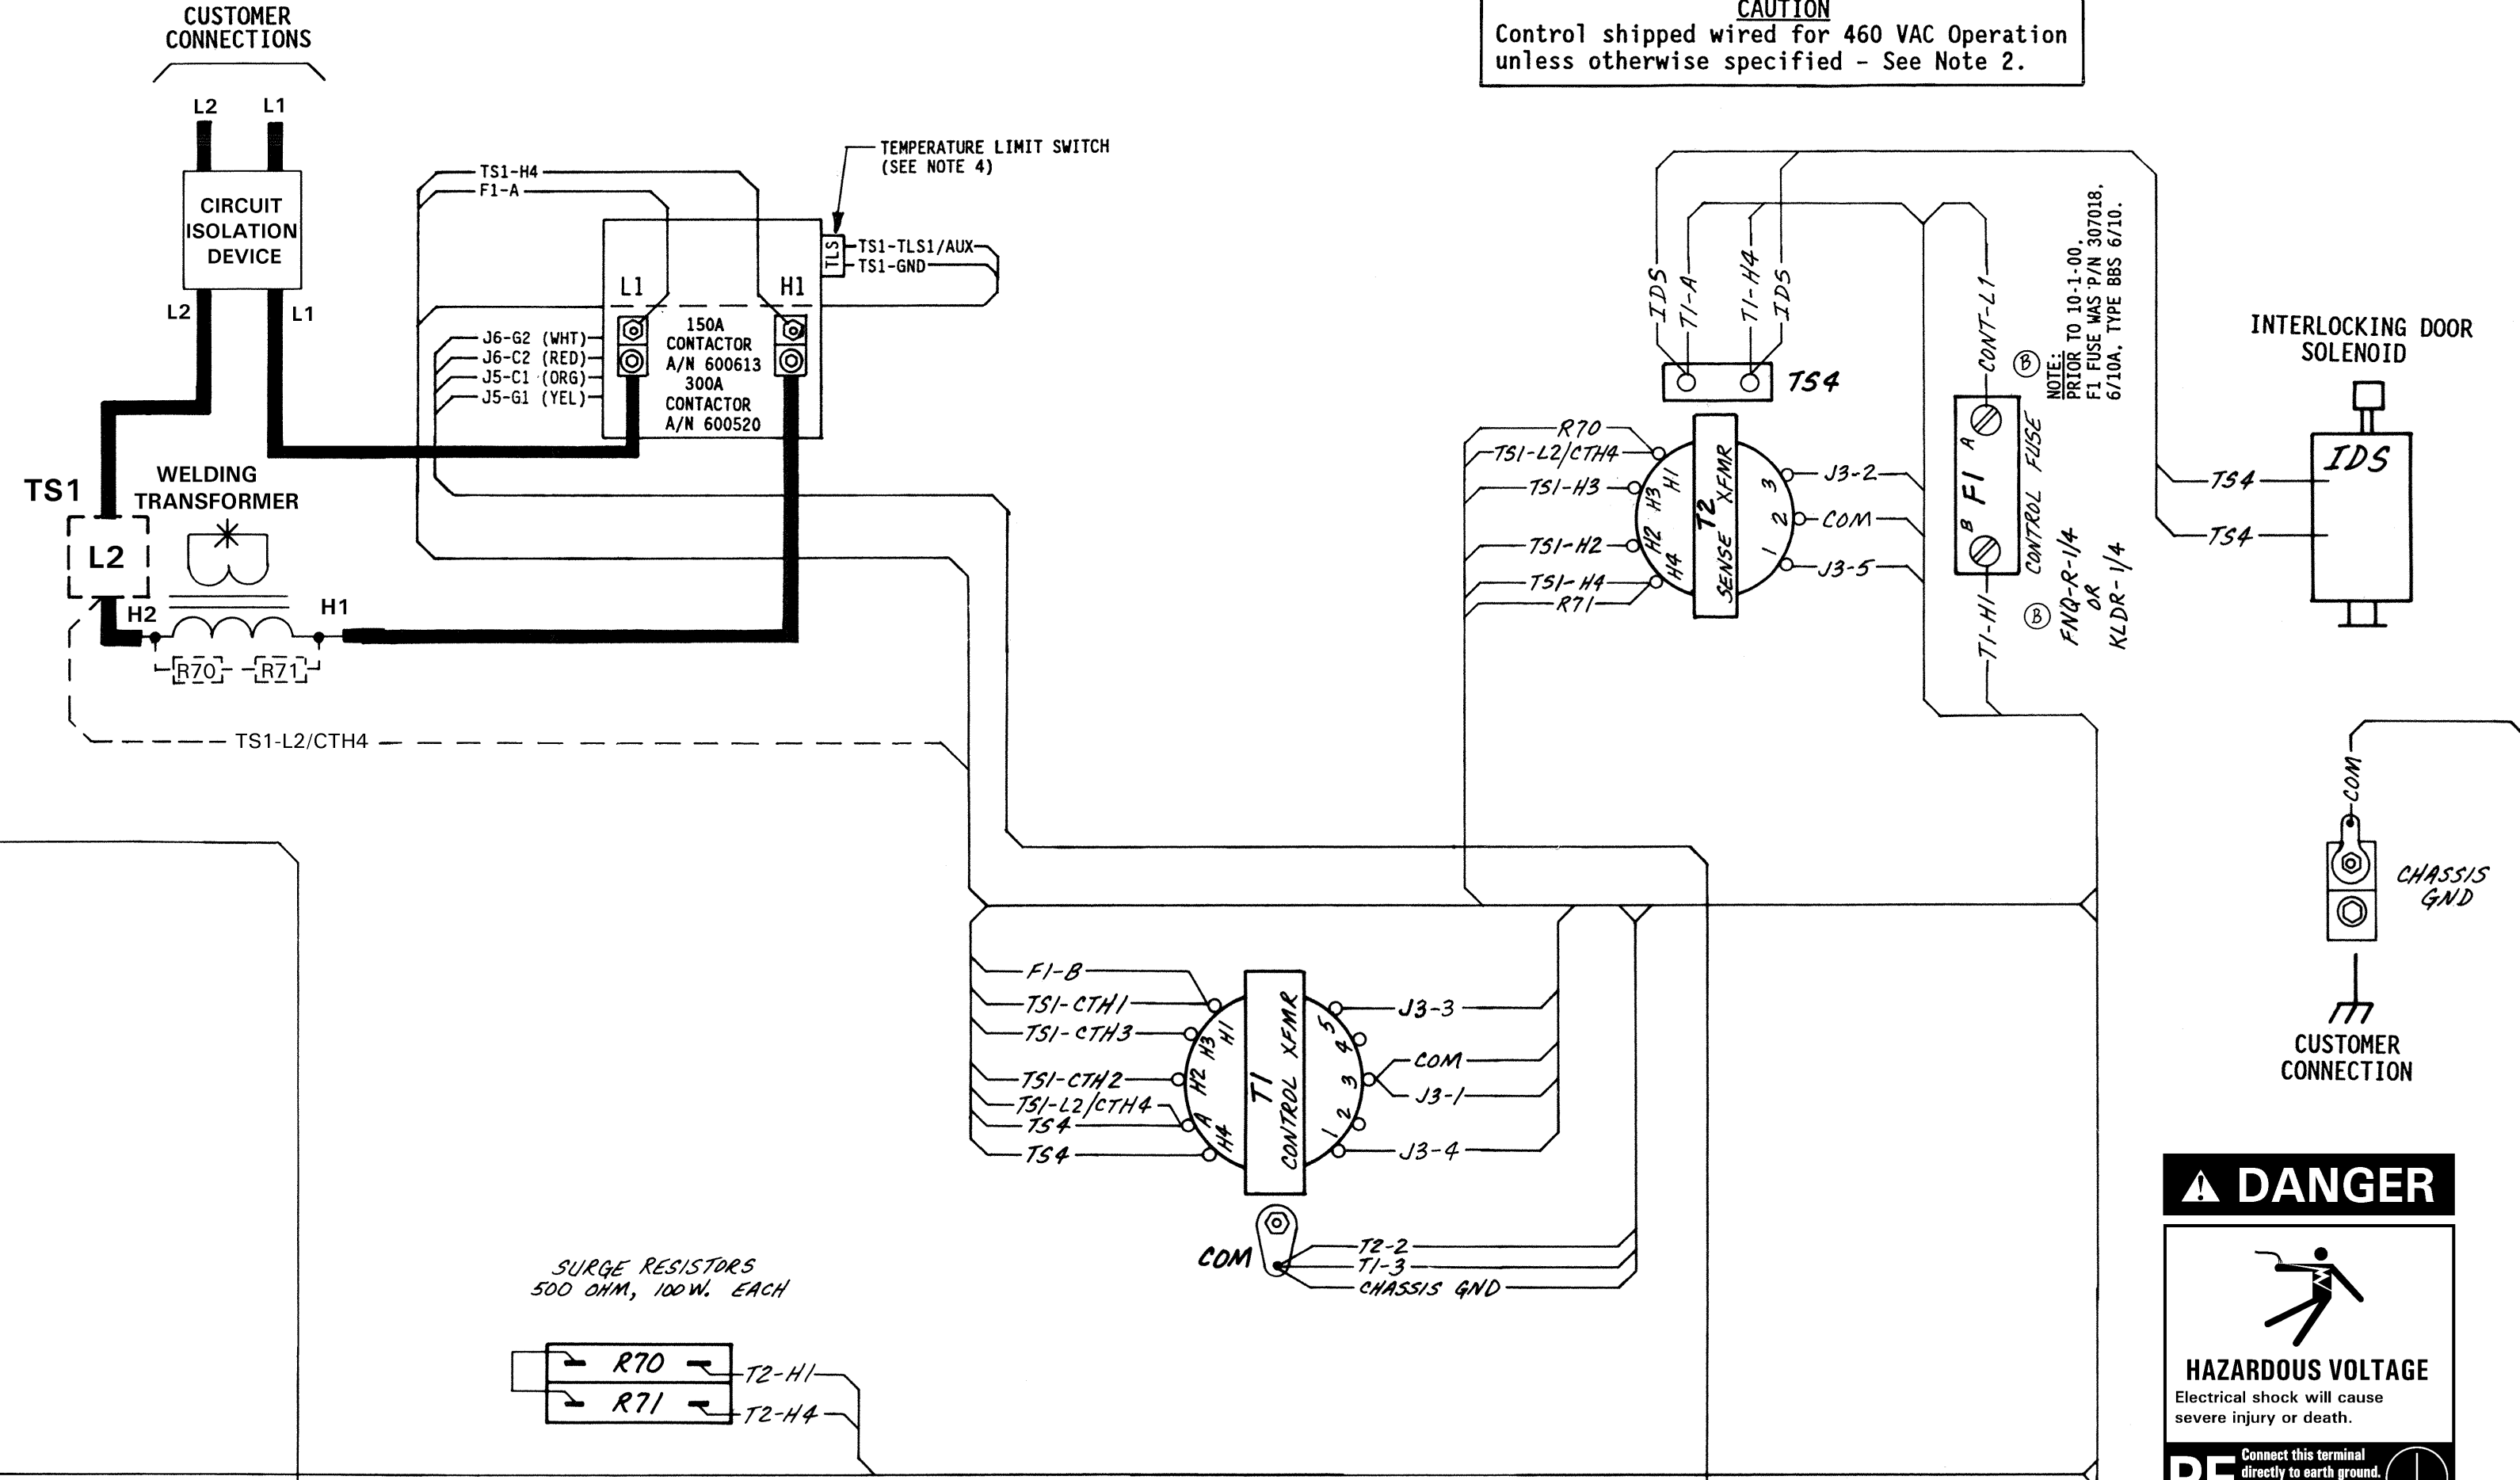 CUSTOMER
CONNECTIONS
L2
L1
CIRCUIT
ISOLATION
DEVICE
L2
L1
TS1
L2
WELDING
TRANSFORMER
H2
H1
R70
R71
TS1-L2/CTH4
TS1-H4
F1-A
TEMPERATURE LIMIT SWITCH
(SEE NOTE 4)
TLS
TS1-TLS1/AUX
TS1-GND
L1
H1
J6-G2 (WHT)
J6-C2 (RED)
J5-C1 (ORG)
J5-G1 (YEL)
150A
CONTACTOR
A/N 600613
300A
CONTACTOR
A/N 600520
CAUTION
Control shipped wired for 460 VAC Operation
unless otherwise specified - See Note 2.
IDS
T1-A
T1-H4
IDS
TS4
CONT-L1
B
NOTE:
PRIOR TO 10-1-00,
F1 FUSE WAS P/N 307018,
6/10A, TYPE BBS 6/10.
R70
TS1-L2/CTH4
TS1-H3
TS1-H2
TS1-H4
R71
H1
H3
H2
H4
T2
SENSE XFMR
3
2
1
J3-2
COM
J3-5
A
F1
B
CONTROL FUSE
B
FNQ-R-1/4
OR
KLDR-1/4
T1-H1
INTERLOCKING DOOR
SOLENOID
IDS
TS4
TS4
COM
CHASSIS
GND
CUSTOMER
CONNECTION
F1-B
TS1-CTH1
TS1-CTH3
TS1-CTH2
TS1-L2/CTH4
TS4
TS4
H1
H3
H2
A
H4
T1
CONTROL XFMR
5
4
3
2
1
J3-3
COM
J3-1
J3-4
COM
T2-2
T1-3
CHASSIS GND
SURGE RESISTORS
500 OHM, 100W. EACH
R70
R71
T2-H1
T2-H4
DANGER
HAZARDOUS VOLTAGE
Electrical shock will cause
severe injury or death.
PE
Connect this terminal
directly to earth ground.